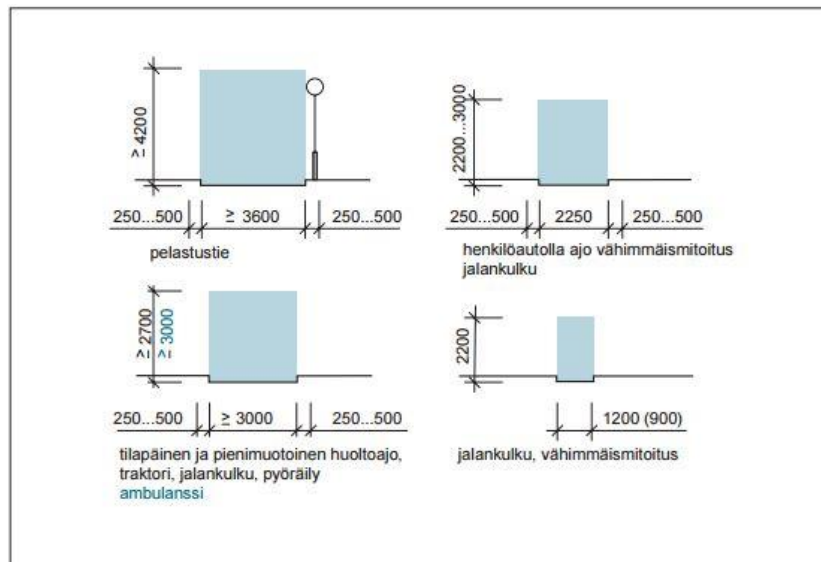 ≥ 4200
250...500 ≥ 3600 250...500
pelastustie
2200...3000
250...500 2250 250...500
henkilöautolla ajo vähimmäismitoitus
jalankulku
≥ 2700
≥ 3000
250...500 ≥ 3000 250...500
tilapäinen ja pienimuotoinen huoltoajo,
traktori, jalankulku, pyöräily
ambulanssi
2200
1200 (900)
jalankulku, vähimmäismitoitus